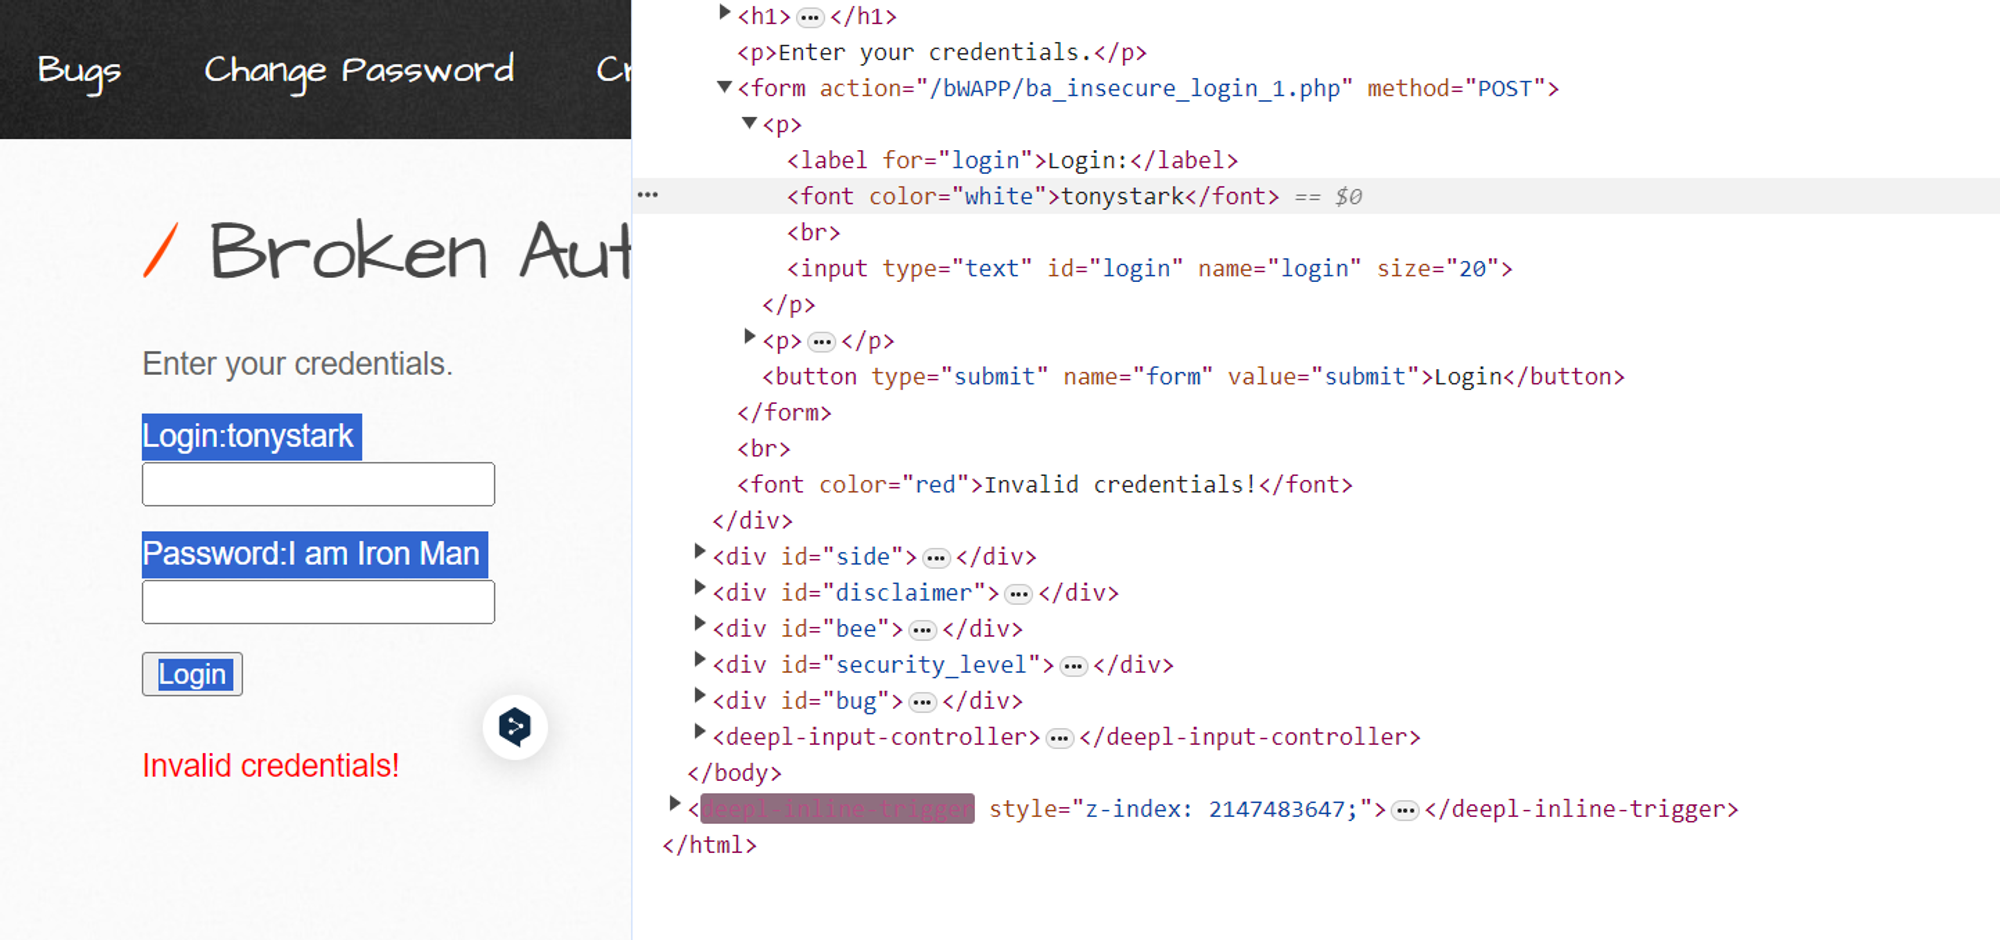 Bugs Change Password Cr
Broken Aut
Enter your credentials.
Login:tonystark
Password:I am Iron Man
Login
Invalid credentials!
<h1>…</h1>
<p>Enter your credentials.</p>
<form action="/bWAPP/ba_insecure_login_1.php" method="POST">
<p>
<label for="login">Login:</label>
<font color="white">tonystark</font> == $0
<br>
<input type="text" id="login" name="login" size="20">
</p>
<p>…</p>
<button type="submit" name="form" value="submit">Login</button>
</form>
<br>
<font color="red">Invalid credentials!</font>
</div>
<div id="side">…</div>
<div id="disclaimer">…</div>
<div id="bee">…</div>
<div id="security_level">…</div>
<div id="bug">…</div>
<deepl-input-controller>…</deepl-input-controller>
</body>
<deepl-inline-trigger style="z-index: 2147483647;">…</deepl-inline-trigger>
</html>